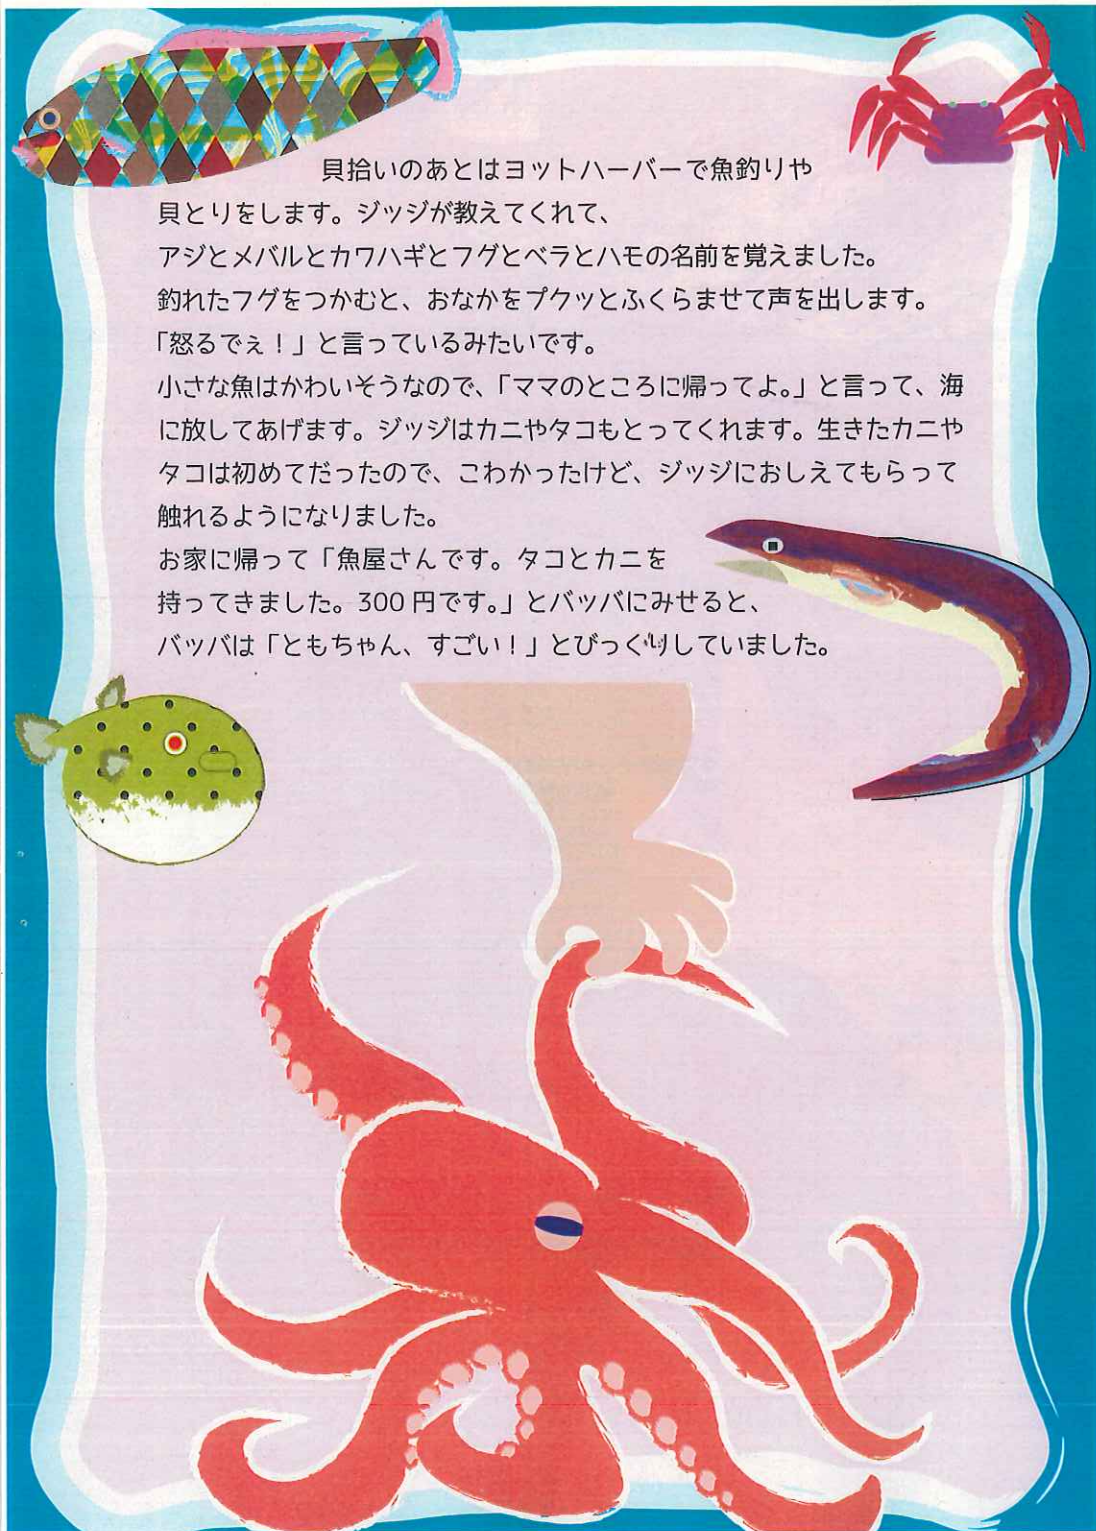 貝拾いのあとはヨットハーバーで魚釣りや
貝とりをします。ジッジが教えてくれて、
アジとメバルとカワハギとフグとベラとハモの名前を覚えました。
釣れたフグをつかむと、おなかをプクッとふくらませて声を出します。
「怒るでぇ！」と言っているみたいです。
小さな魚はかわいそうなので、「ママのところに帰ってよ。」と言って、海
に放してあげます。ジッジはカニやタコもとってくれます。生きたカニや
タコは初めてだったので、こわかったけど、ジッジにおしえてもらって
触れるようになりました。
お家に帰って「魚屋さんです。タコとカニを
持ってきました。300 円です。」とバッバにみせると、
バッバは「ともちゃん、すごい！」とびっくりしていました。